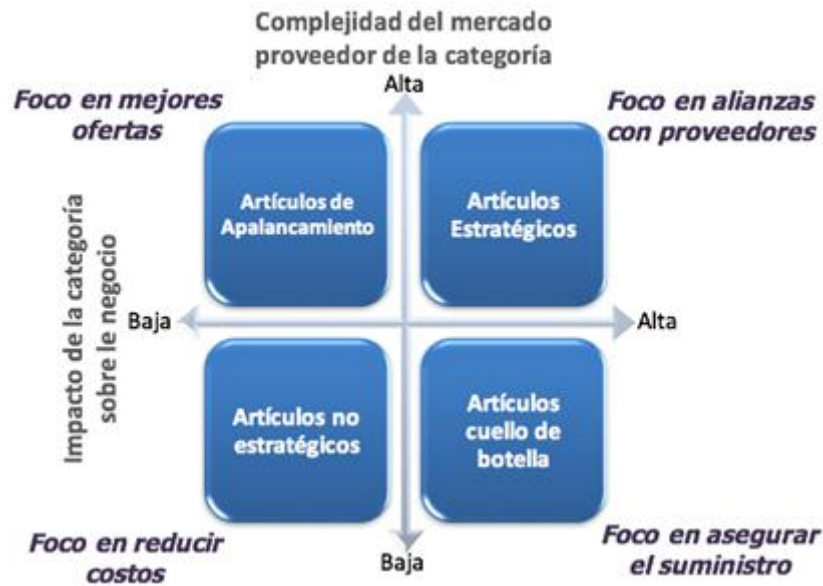 Complejidad del mercado
proveedor de la categoría
Alta
Foco en mejores
ofertas
Foco en alianzas
con proveedores
Artículos de
Apalancamiento
Artículos
Estratégicos
Impacto de la categoría
sobre le negocio
Baja
Alta
Artículos no
estratégicos
Artículos
cuello de
botella
Foco en reducir
costos
Baja
Foco en asegurar
el suministro